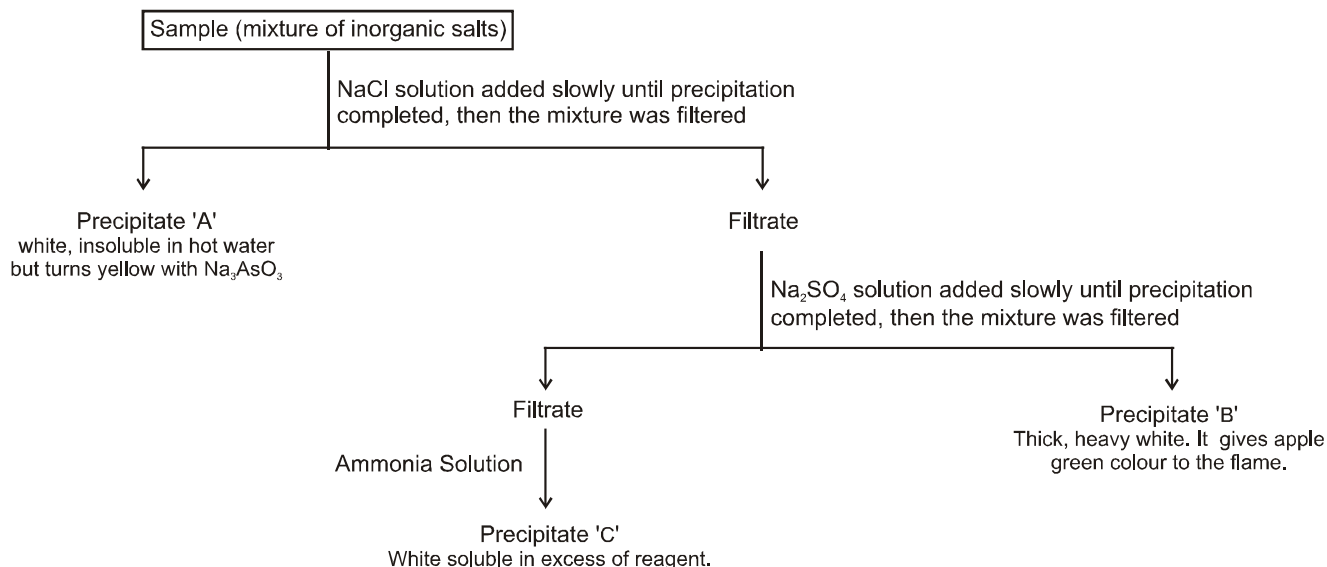 Sample (mixture of inorganic salts)
NaCl solution added slowly until precipitation
completed, then the mixture was filtered
Precipitate 'A'
white, insoluble in hot water
but turns yellow with Na₃AsO₃
Filtrate
Na₂SO₄ solution added slowly until precipitation
completed, then the mixture was filtered
Filtrate
Precipitate 'B'
Thick, heavy white. It gives apple
green colour to the flame.
Ammonia Solution
Precipitate 'C'
White soluble in excess of reagent.